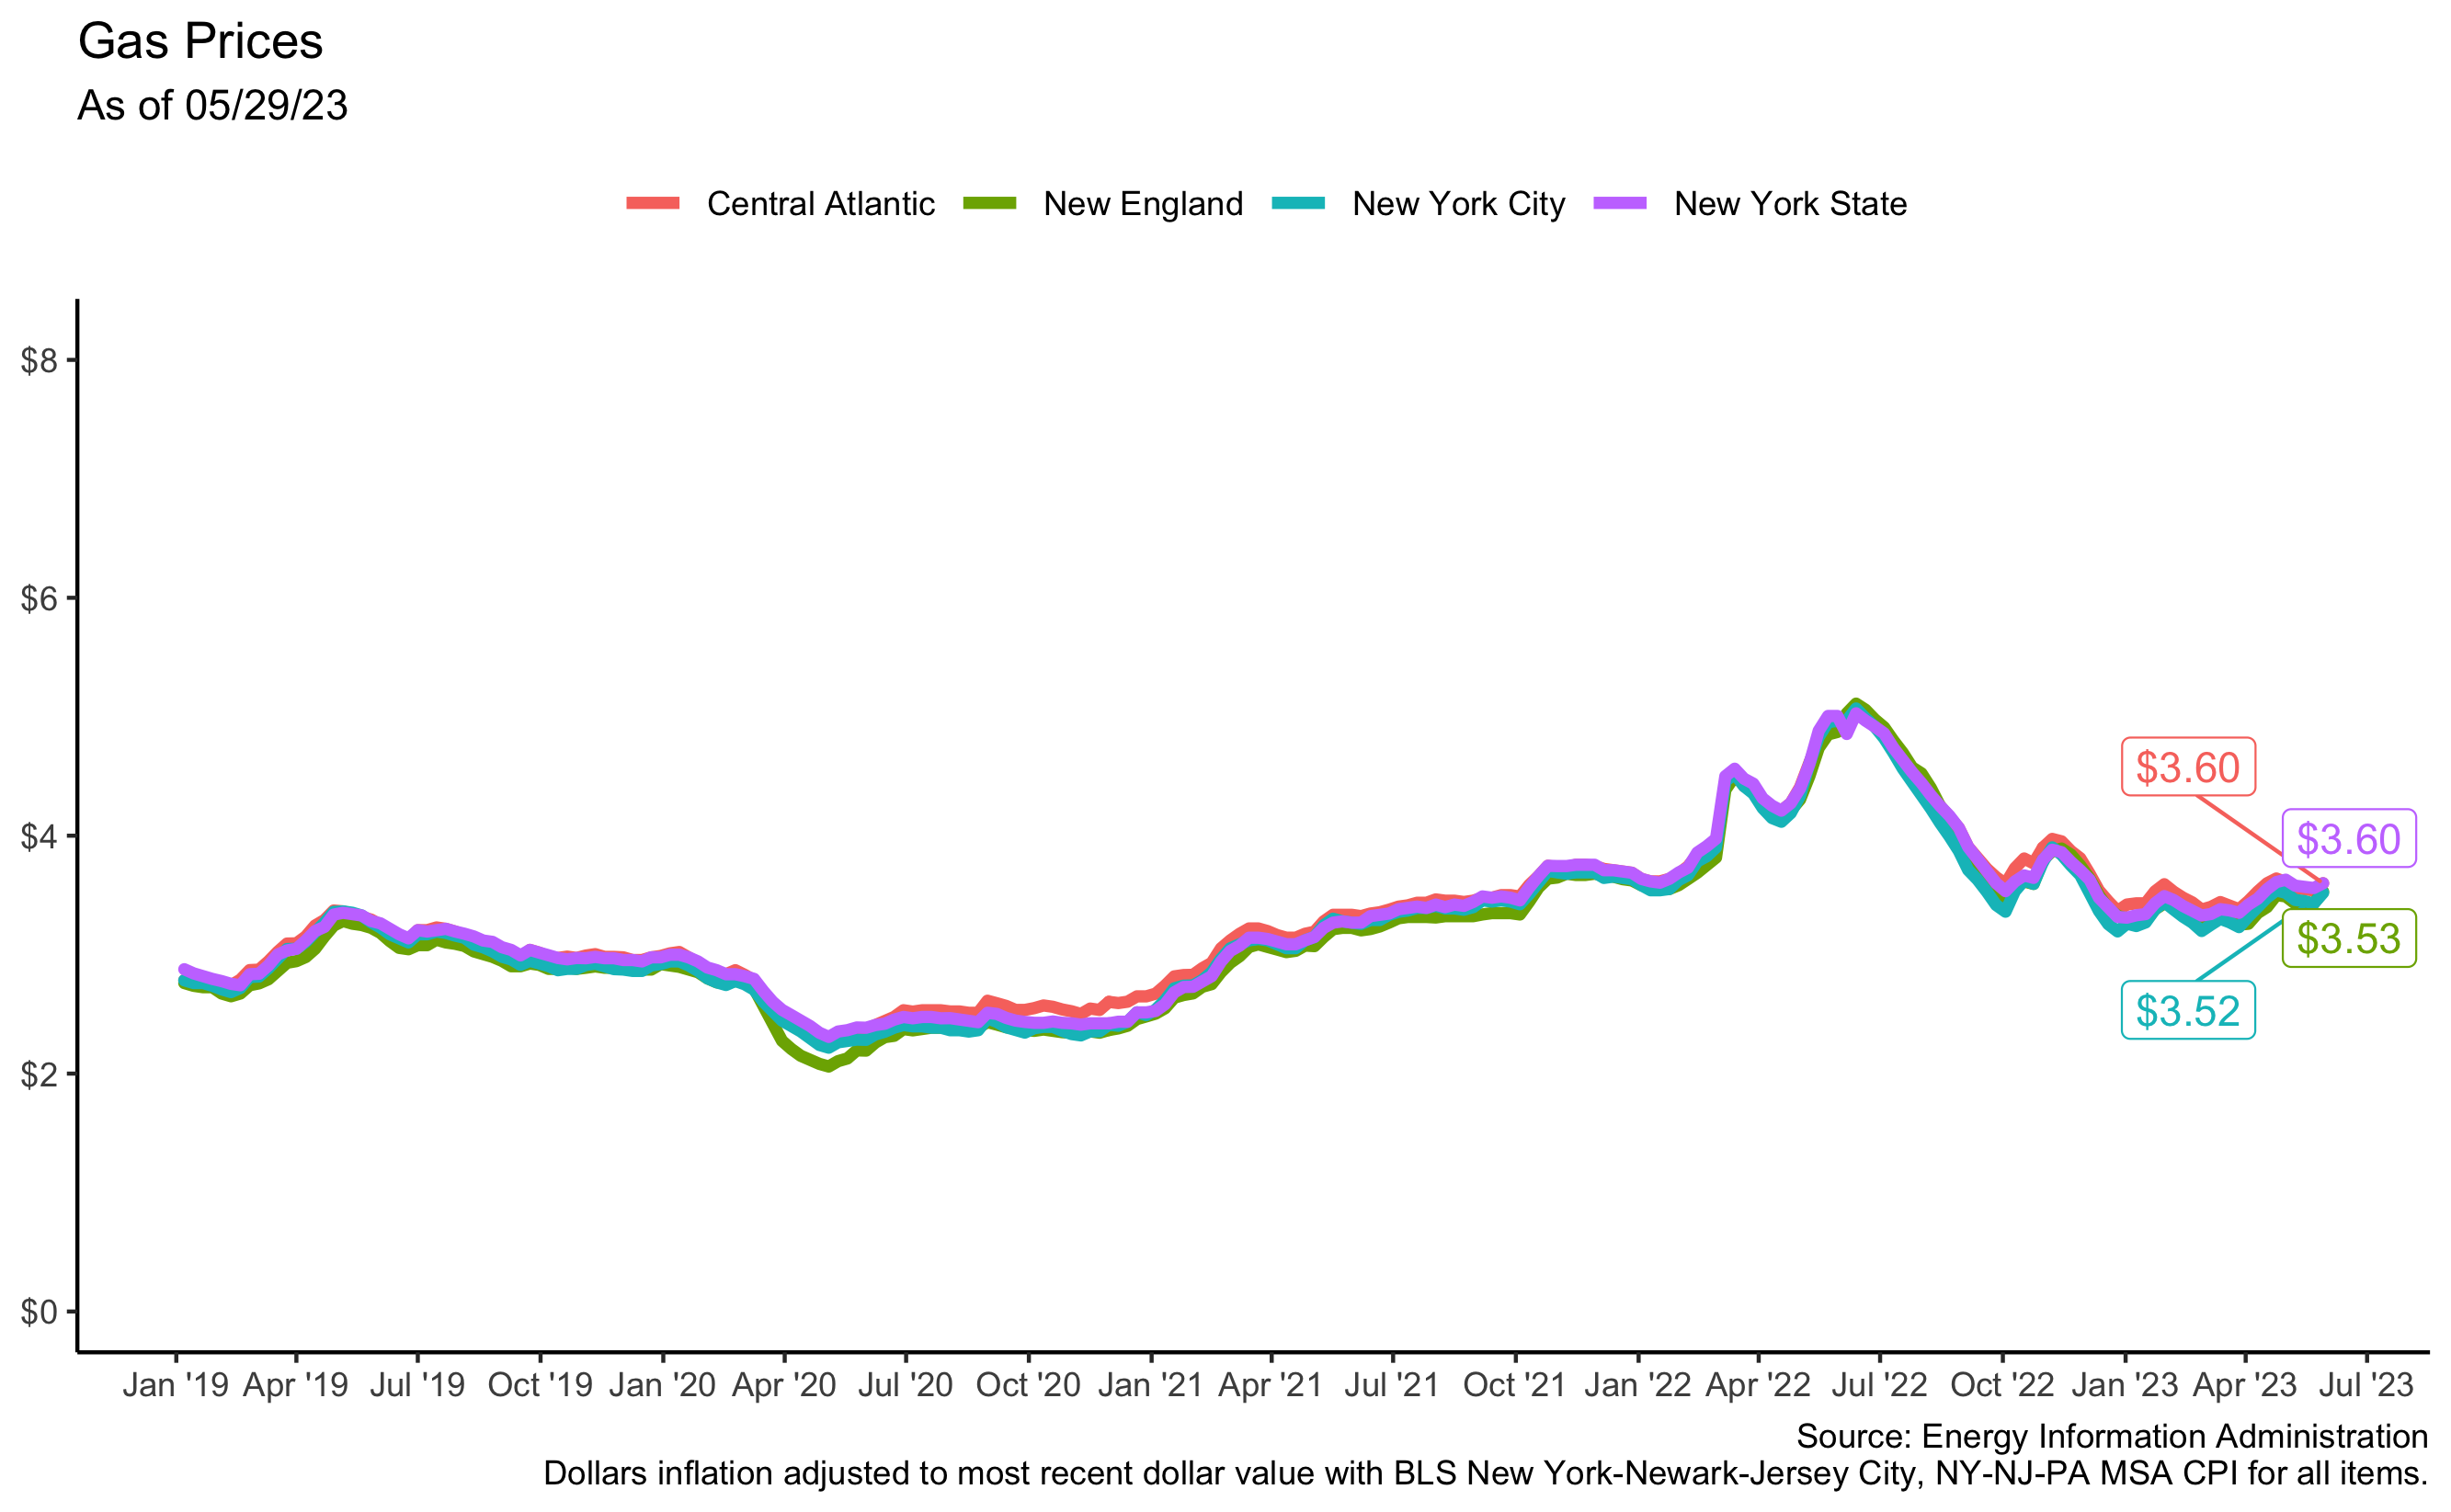 Gas Prices
As of 05/29/23
Central Atlantic New England New York City New York State
$8
$6
$4
$2
$0
$3.60
$3.60
$3.53
$3.52
Jan '19 Apr '19 Jul '19 Oct '19 Jan '20 Apr '20 Jul '20 Oct '20 Jan '21 Apr '21 Jul '21 Oct '21 Jan '22 Apr '22 Jul '22 Oct '22 Jan '23 Apr '23 Jul '23
Source: Energy Information Administration
Dollars inflation adjusted to most recent dollar value with BLS New York-Newark-Jersey City, NY-NJ-PA MSA CPI for all items.